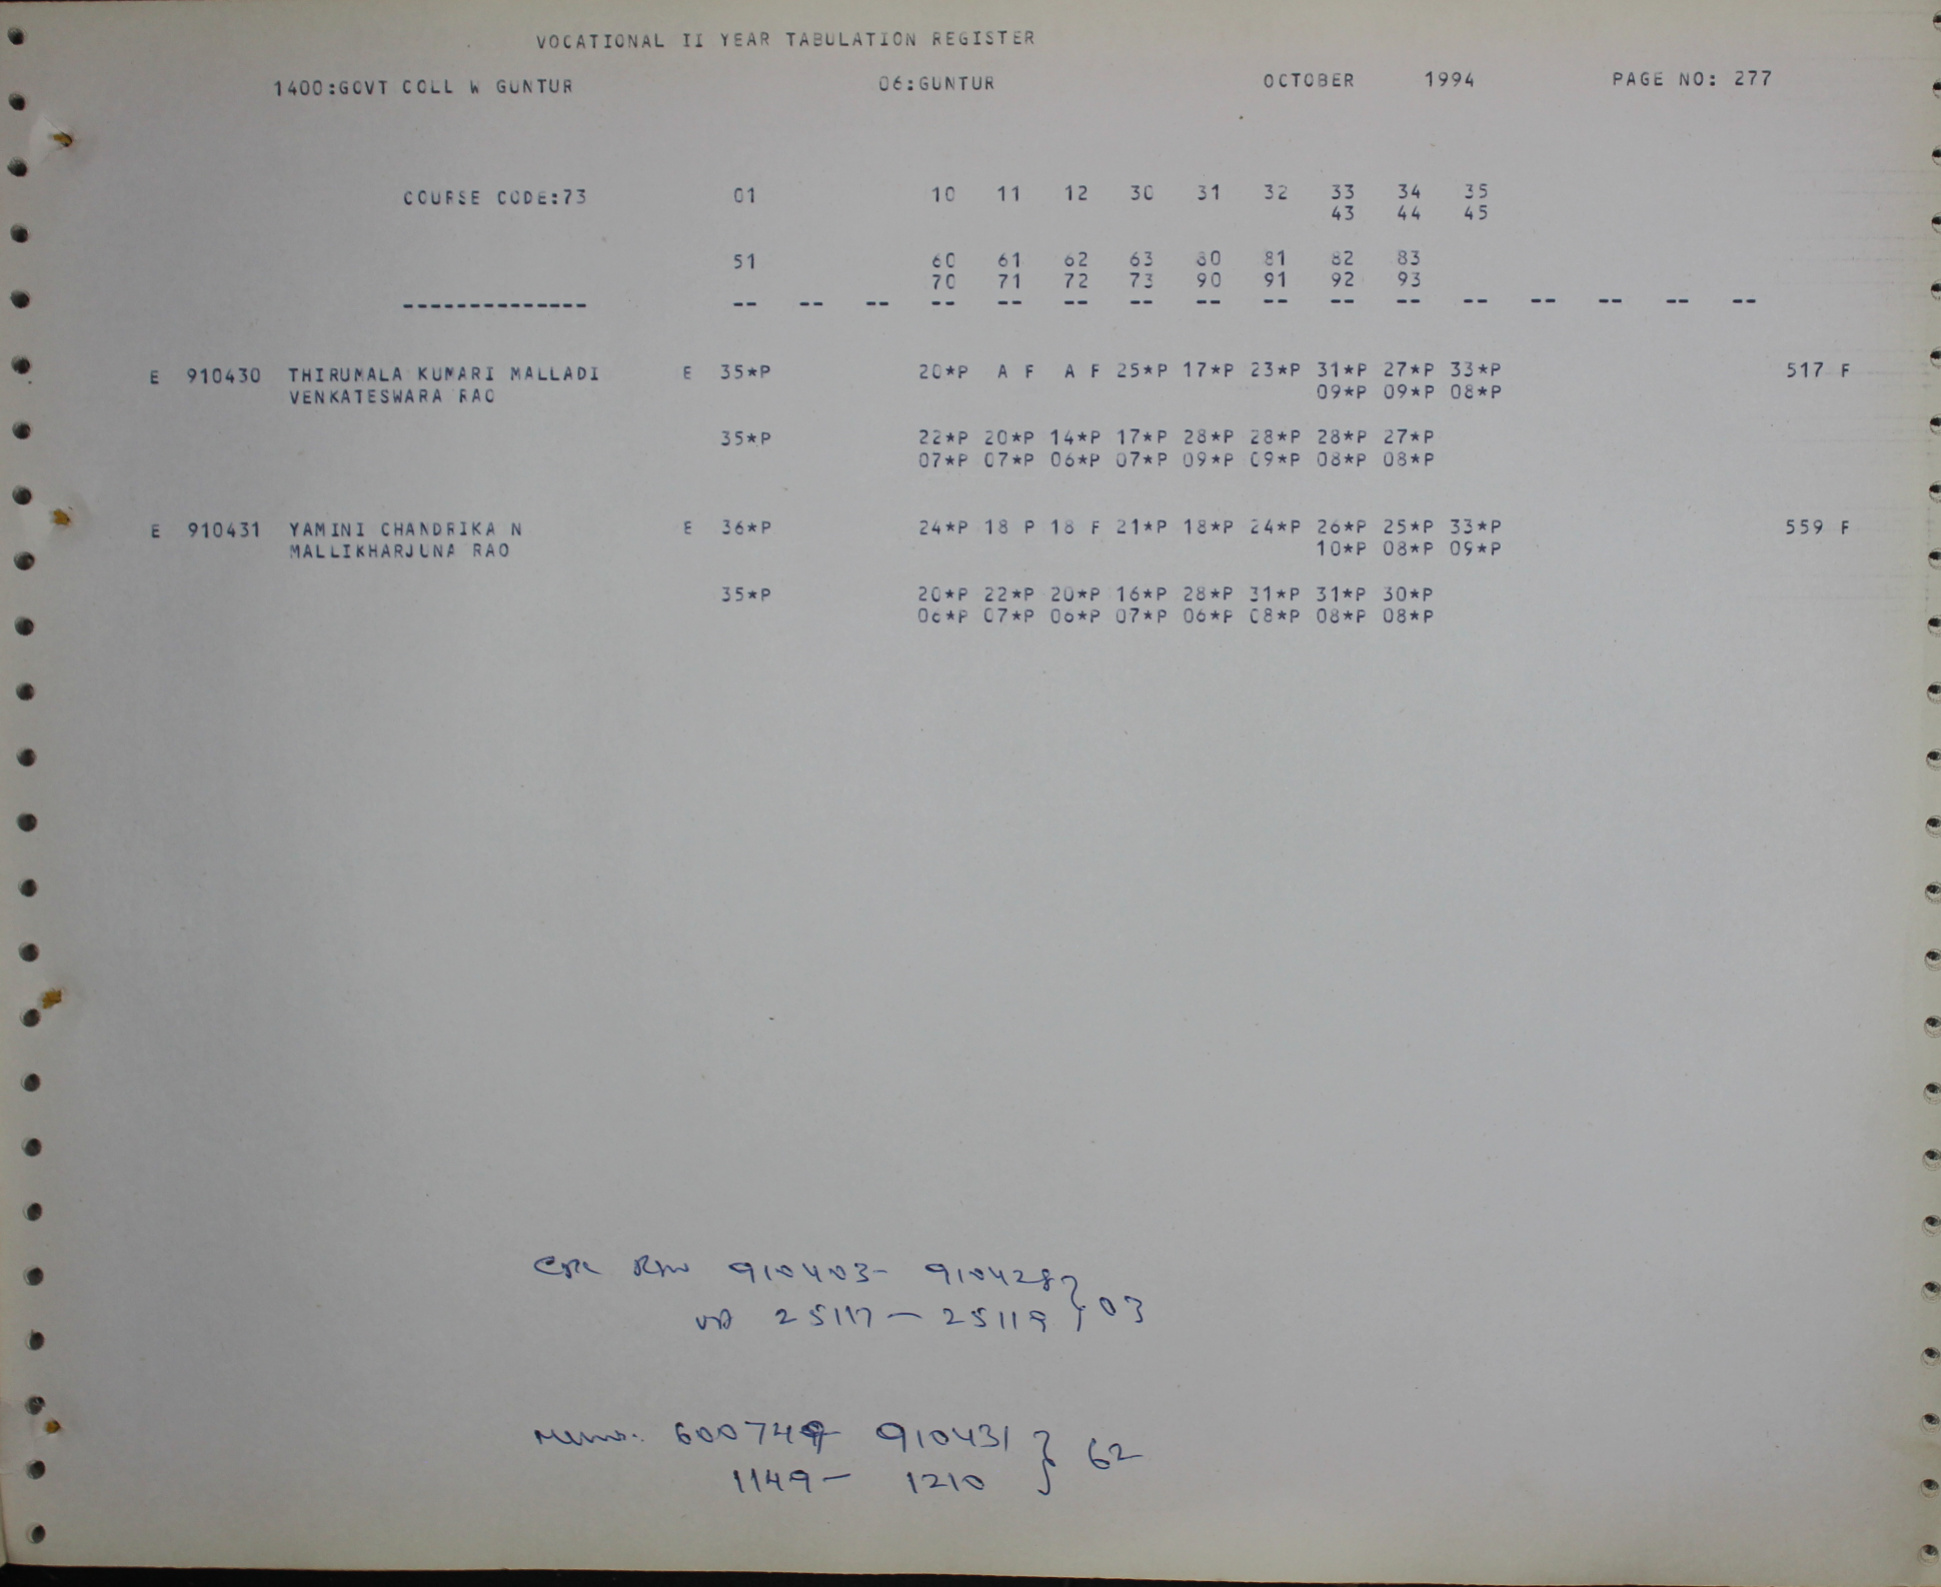 VOCATIONAL II YEAR TABULATION REGISTER
1400:GOVT COLL W GUNTUR 06:GUNTUR OCTOBER 1994 PAGE NO: 277
COURSE CODE:73 01 10 11 12 30 31 32 33 34 35
43 44 45
51 60 61 62 63 80 81 82 83
70 71 72 73 90 91 92 93
-------------- -- -- -- -- -- -- -- -- -- -- -- -- -- -- -- --
E 910430 THIRUMALA KUMARI MALLADI E 35*P 20*P A F A F 25*P 17*P 23*P 31*P 27*P 33*P 517 F
VENKATESWARA RAO 09*P 09*P 08*P
35*P 22*P 20*P 14*P 17*P 28*P 28*P 28*P 27*P
07*P 07*P 06*P 07*P 09*P 09*P 08*P 08*P
E 910431 YAMINI CHANDRIKA N E 36*P 24*P 18 P 18 F 21*P 18*P 24*P 26*P 25*P 33*P 559 F
MALLIKHARJUNA RAO 10*P 08*P 09*P
35*P 20*P 22*P 20*P 16*P 28*P 31*P 31*P 30*P
06*P 07*P 06*P 07*P 06*P 08*P 08*P 08*P
910403- 910428 } 03
25117 - 25119
910431 } 62
1149 - 1210